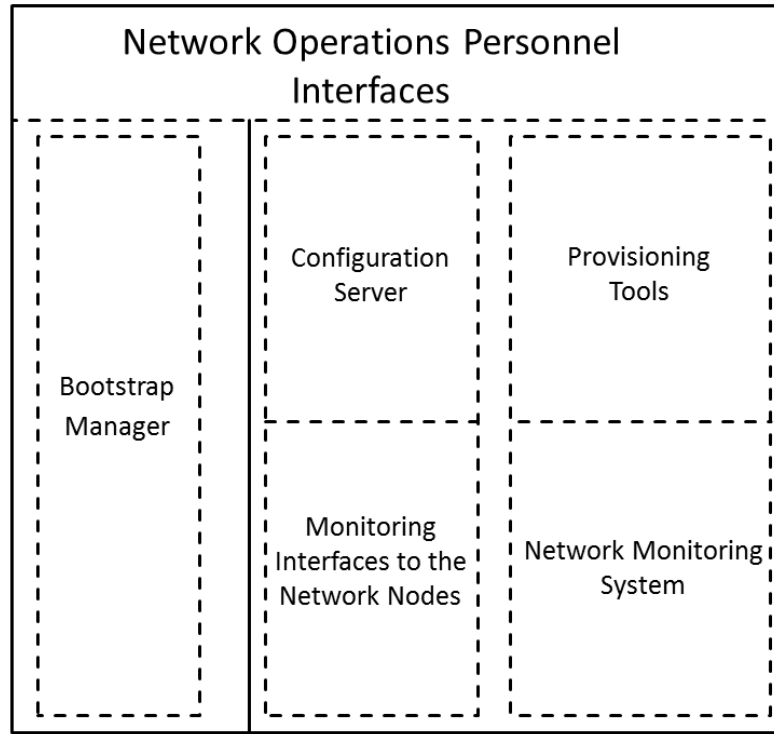 Network Operations Personnel
Interfaces
Bootstrap
Manager
Configuration
Server
Provisioning
Tools
Monitoring
Interfaces to the
Network Nodes
Network Monitoring
System